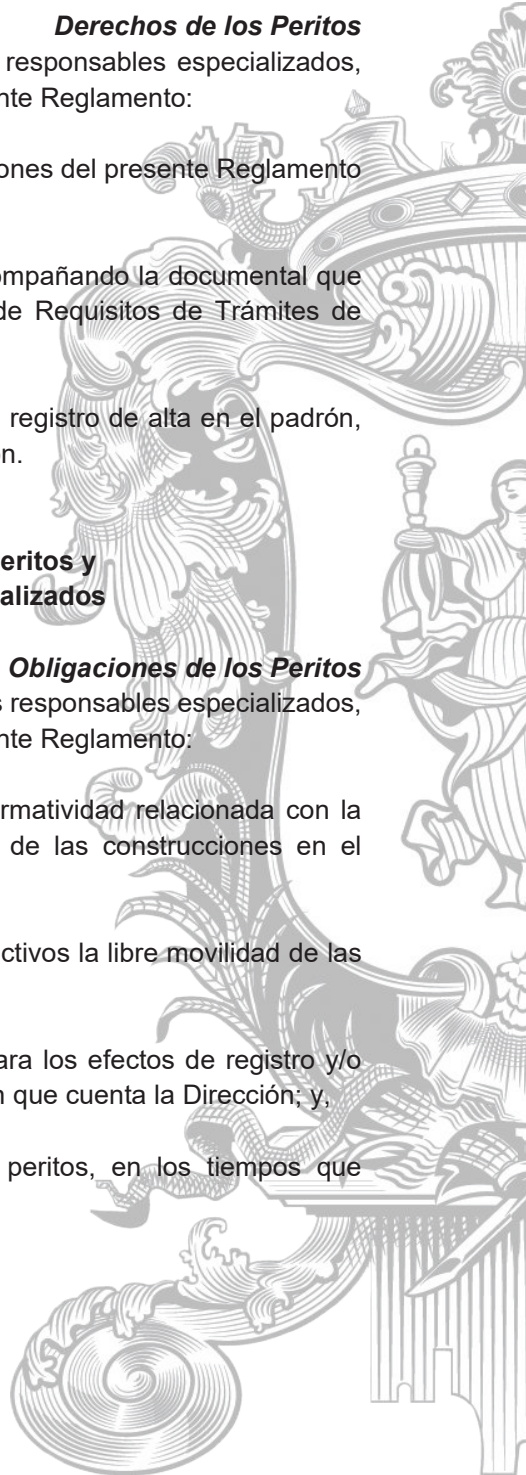 Derechos de los Peritos
responsables especializados,
nte Reglamento:
ones del presente Reglamento
ompañando la documental que
de Requisitos de Trámites de
registro de alta en el padrón,
n.
eritos y
alizados
Obligaciones de los Peritos
s responsables especializados,
nte Reglamento:
ormatividad relacionada con la
de las construcciones en el
ctivos la libre movilidad de las
ara los efectos de registro y/o
n que cuenta la Dirección; y,
peritos, en los tiempos que